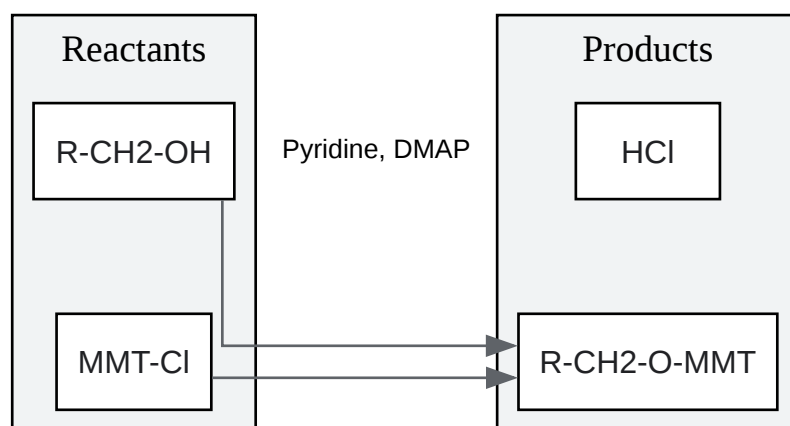 Reactants
Products
R-CH2-OH
Pyridine, DMAP
HCl
MMT-Cl
R-CH2-O-MMT